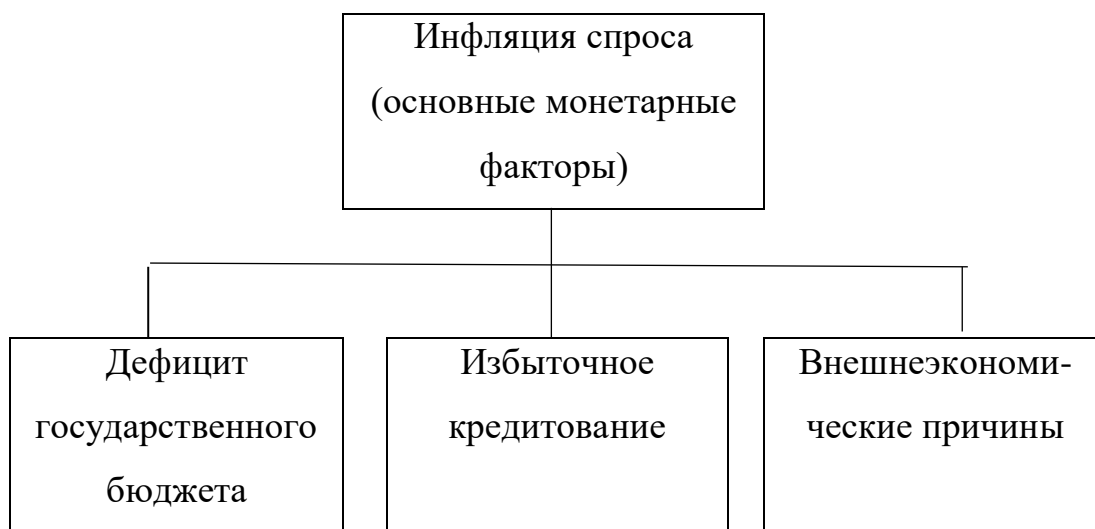 Инфляция спроса
(основные монетарные
факторы)
Дефицит
государственного
бюджета
Избыточное
кредитование
Внешнеэкономи-
ческие причины